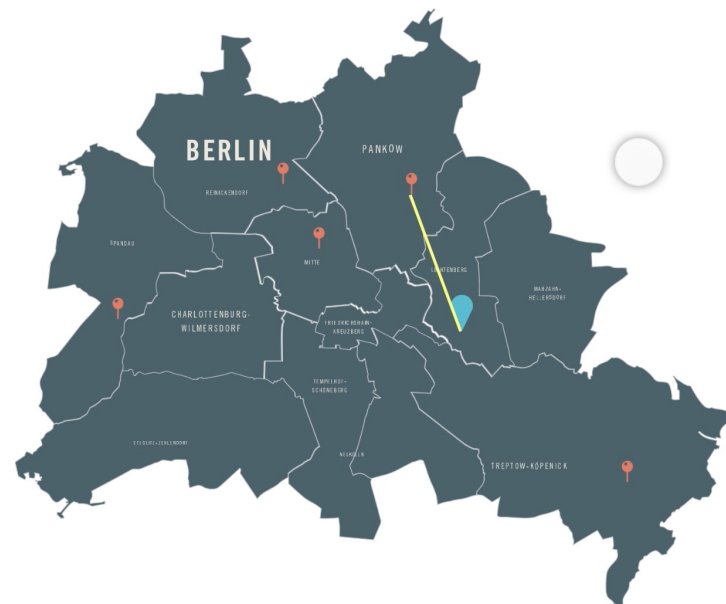 BERLIN
PANKOW
REINICKENDORF
SPANDAU
MITTE
LICHTENBERG
MARZAHN-
HELLERSDORF
CHARLOTTENBURG-
WILMERSDORF
FRIEDRICHSHAIN-
KREUZBERG
TEMPELHOF-
SCHÖNEBERG
STEGLITZ-ZEHLENDORF
NEUKÖLLN
TREPTOW-KÖPENICK